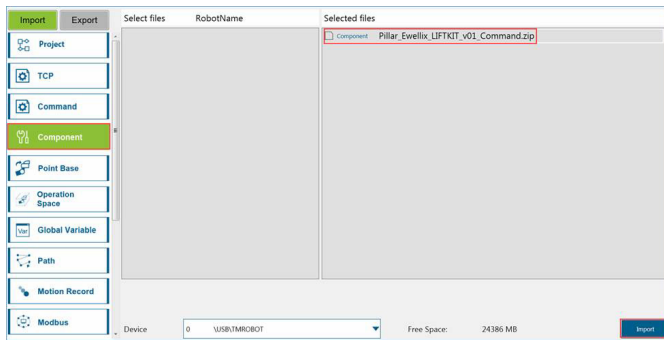 Import Export Select files RobotName Selected files
Project
Component Pillar_Ewellix_LIFTKIT_v01_Command.zip
TCP
Command
Component
Point Base
Operation
Space
Var Global Variable
Path
Motion Record
Modbus
Device 0 \USB\TMROBOT Free Space: 24386 MB Import